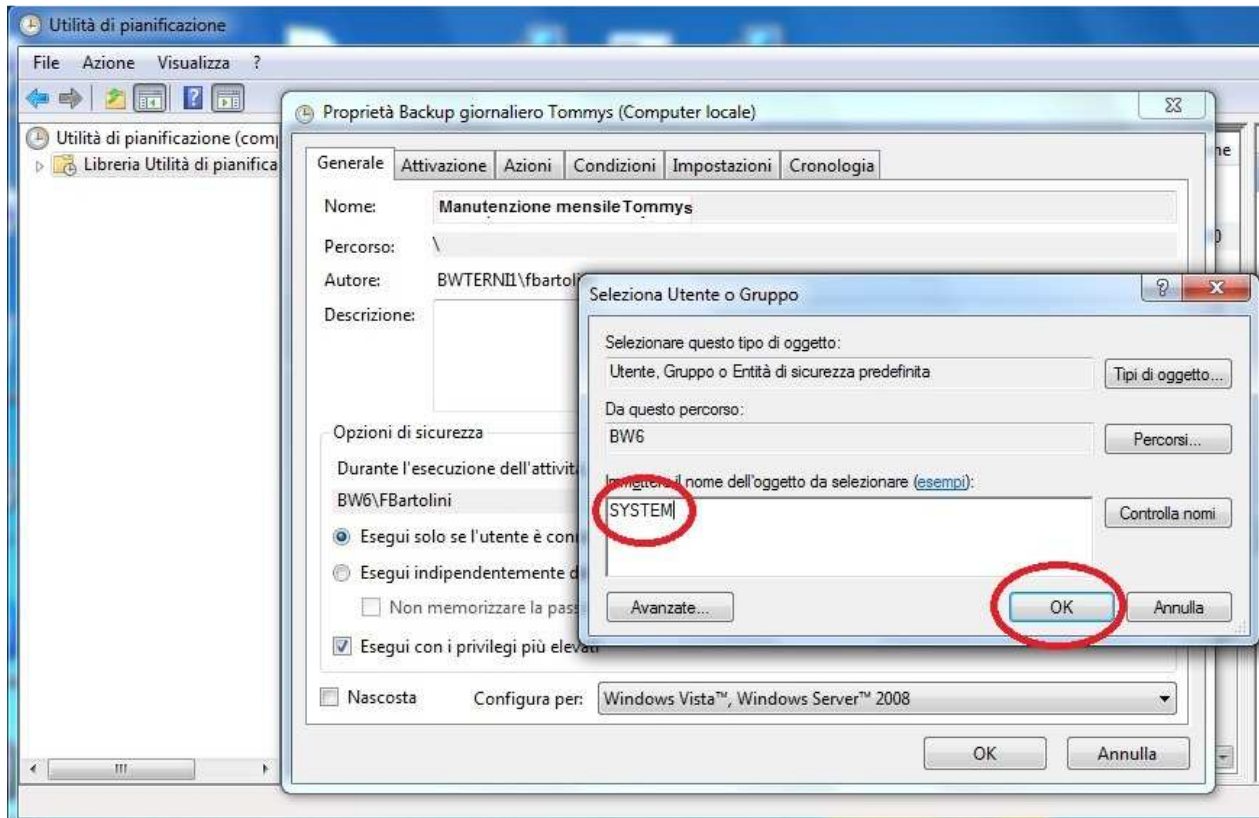 Utilità di pianificazione
File Azione Visualizza ?
Utilità di pianificazione (comp
Libreria Utilità di pianifica
Proprietà Backup giornaliero Tommys (Computer locale)
Generale Attivazione Azioni Condizioni Impostazioni Cronologia
Nome: Manutenzione mensile Tommys
Percorso: \
Autore: BWTERNI1\fbartoli
Descrizione:
Opzioni di sicurezza
Durante l'esecuzione dell'attivit
BW6\FBartolini
Esegui solo se l'utente è con
Esegui indipendentemente d
Non memorizzare la pas
Esegui con i privilegi più elevati
Nascosta Configura per: Windows Vista™, Windows Server™ 2008
OK Annulla
Seleziona Utente o Gruppo
Selezionare questo tipo di oggetto:
Utente, Gruppo o Entità di sicurezza predefinita Tipi di oggetto...
Da questo percorso:
BW6 Percorsi...
Immettere il nome dell'oggetto da selezionare (esempi):
SYSTEM Controlla nomi
Avanzate... OK Annulla
ne